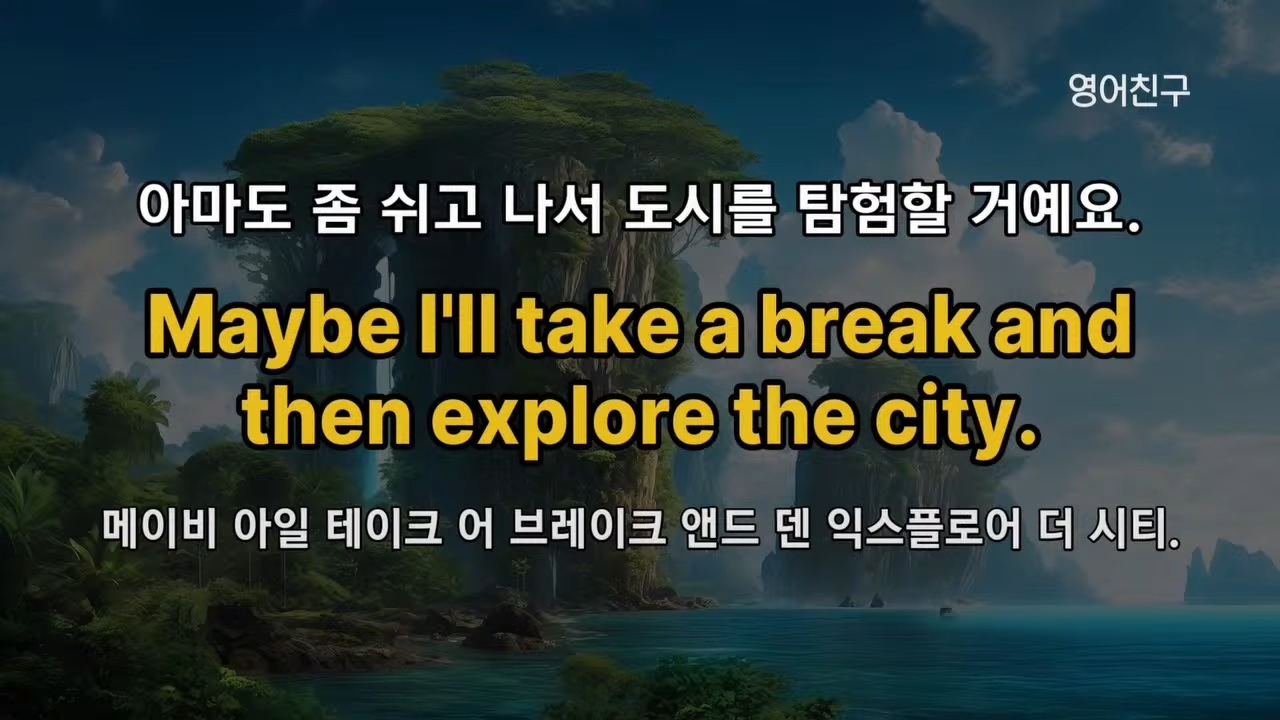 영어친구
아마도 좀 쉬고 나서 도시를 탐험할 거예요.
Maybe I'll take a break and
then explore the city.
메이비 아일 테이크 어 브레이크 앤드 덴 익스플로어 더 시티.